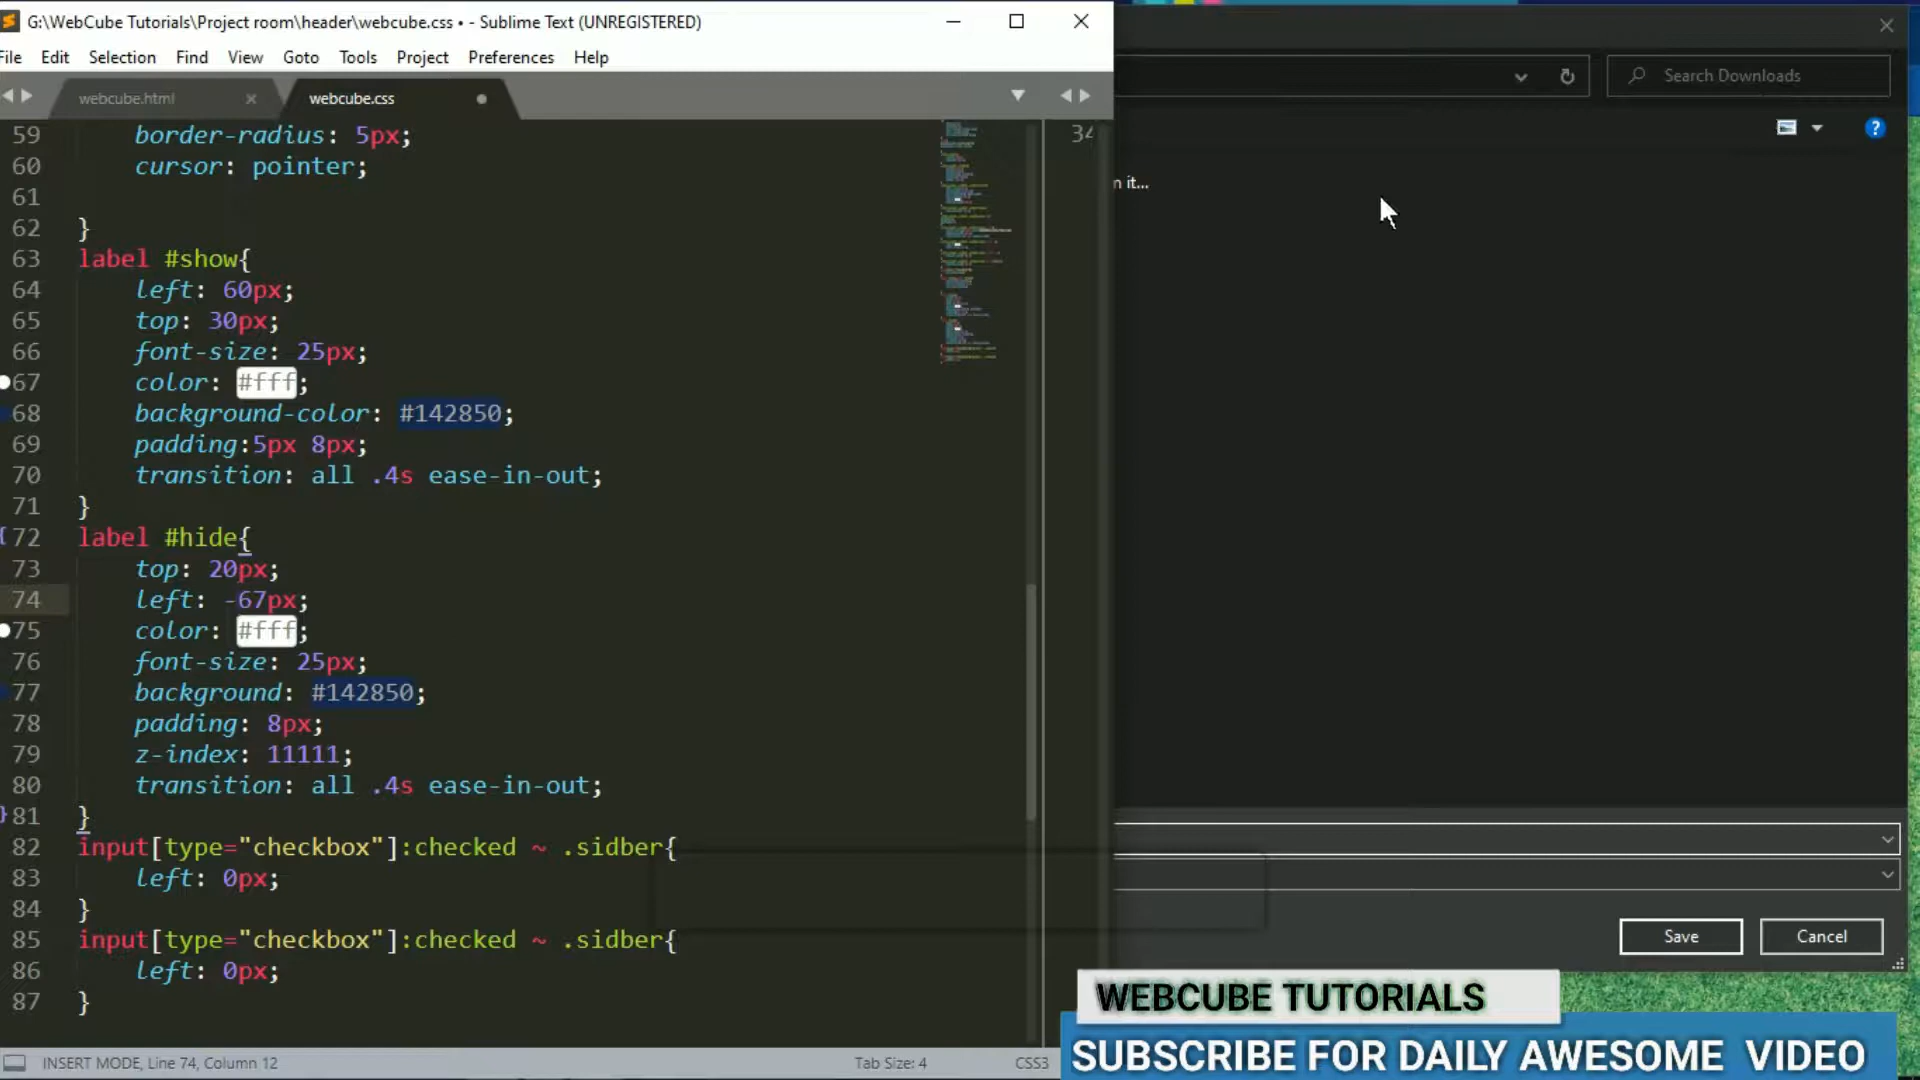 G:\WebCube Tutorials\Project room\header\webcube.css • - Sublime Text (UNREGISTERED)
File Edit Selection Find View Goto Tools Project Preferences Help
webcube.html
webcube.css
Search Downloads
59 border-radius: 5px;
60 cursor: pointer;
61
62 }
63 label #show{
64 left: 60px;
65 top: 30px;
66 font-size: 25px;
67 color: #fff;
68 background-color: #142850;
69 padding:5px 8px;
70 transition: all .4s ease-in-out;
71 }
72 label #hide{
73 top: 20px;
74 left: -67px;
75 color: #fff;
76 font-size: 25px;
77 background: #142850;
78 padding: 8px;
79 z-index: 11111;
80 transition: all .4s ease-in-out;
81 }
82 input[type="checkbox"]:checked ~ .sidber{
83 left: 0px;
84 }
85 input[type="checkbox"]:checked ~ .sidber{
86 left: 0px;
87 }
34
it...
Save
Cancel
INSERT MODE, Line 74, Column 12
Tab Size: 4
CSS3
WEBCUBE TUTORIALS
SUBSCRIBE FOR DAILY AWESOME VIDEO